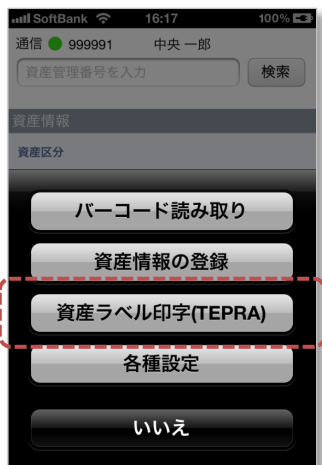 SoftBank 16:17 100%
通信 999991 中央 一郎
資産管理番号を入力 検索
資産情報
資産区分
バーコード読み取り
資産情報の登録
資産ラベル印字(TEPRA)
各種設定
いいえ